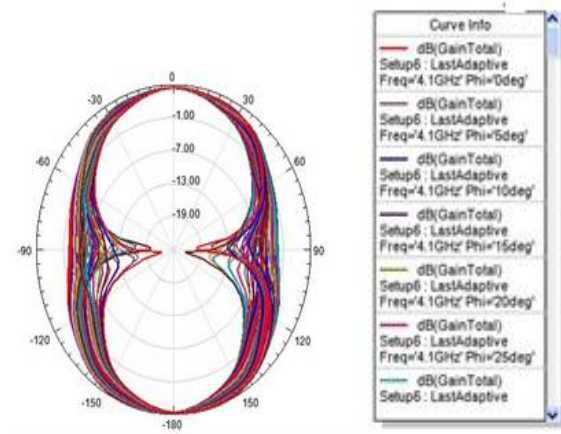 0
-30
30
-1.00
-60
60
-7.00
-13.00
-19.00
-90
90
-120
120
-150
150
-180
Curve Info
dB(GainTotal)
Setup6 : LastAdaptive
Freq='4.1GHz' Phi='0deg'
dB(GainTotal)
Setup6 : LastAdaptive
Freq='4.1GHz' Phi='5deg'
dB(GainTotal)
Setup6 : LastAdaptive
Freq='4.1GHz' Phi='10deg'
dB(GainTotal)
Setup6 : LastAdaptive
Freq='4.1GHz' Phi='15deg'
dB(GainTotal)
Setup6 : LastAdaptive
Freq='4.1GHz' Phi='20deg'
dB(GainTotal)
Setup6 : LastAdaptive
Freq='4.1GHz' Phi='25deg'
dB(GainTotal)
Setup6 : LastAdaptive